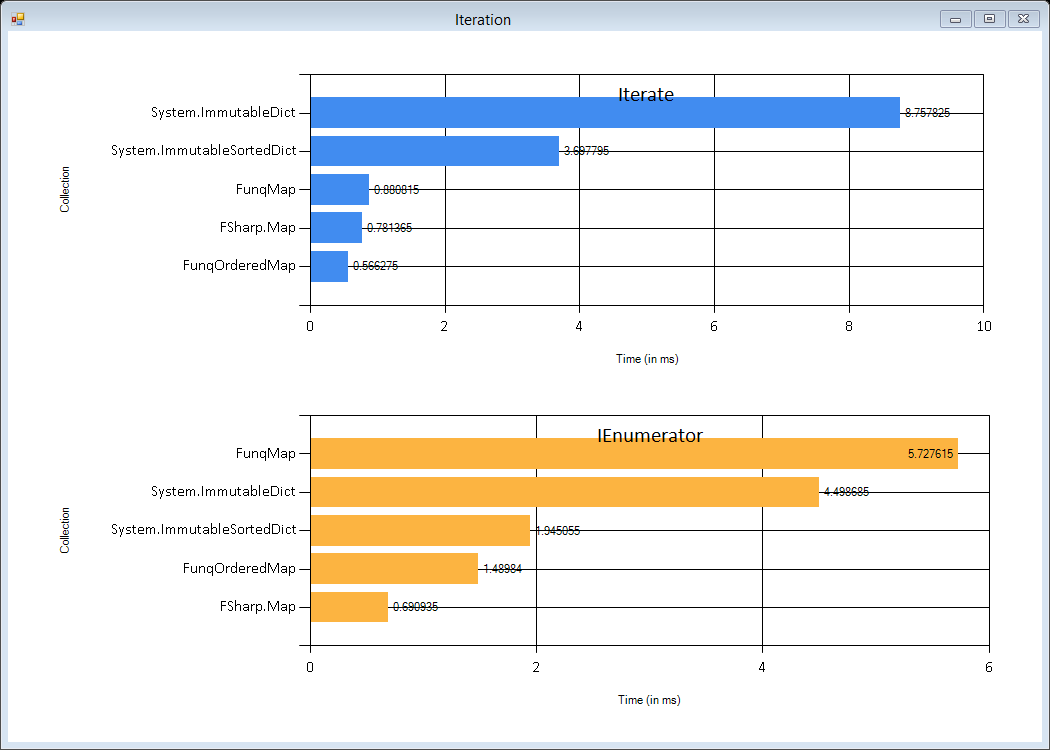 Iteration
Iterate
Collection
System.ImmutableDict
8.757825
System.ImmutableSortedDict
3.697795
FunqMap
0.880815
FSharp.Map
0.781365
FunqOrderedMap
0.566275
0 2 4 6 8 10
Time (in ms)
IEnumerator
Collection
FunqMap
5.727615
System.ImmutableDict
4.498685
System.ImmutableSortedDict
1.945055
FunqOrderedMap
1.48984
FSharp.Map
0.690935
0 2 4 6
Time (in ms)